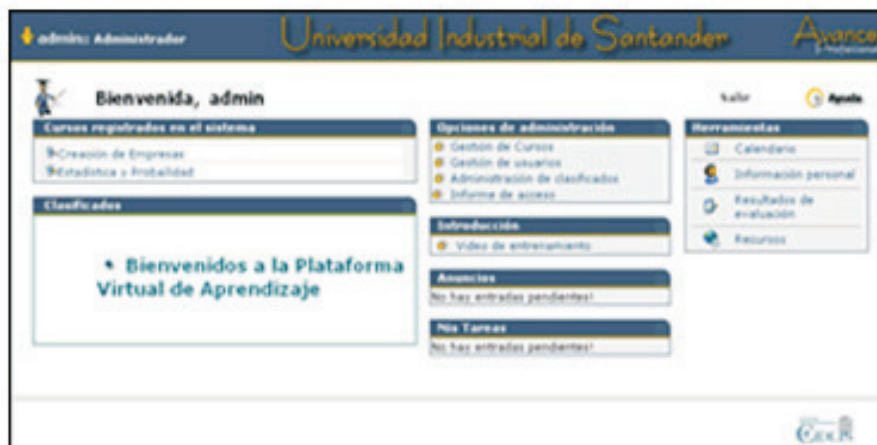 admin: Administrador
Universidad Industrial de Santander
Avance
Profesional
Bienvenida, admin
Salir
Ayuda
Cursos registrados en el sistema
Creación de Empresas
Estadistica y Probalidad
Clasificados
Bienvenidos a la Plataforma
Virtual de Aprendizaje
Opciones de administración
Gestión de Cursos
Gestión de usuarios
Administración de clasificados
Informe de acceso
Introducción
Video de entrenamiento
Anuncios
No hay entradas pendientes!
Mis Tareas
No hay entradas pendientes!
Herramientas
Calendario
Información personal
Resultados de
evaluación
Recursos